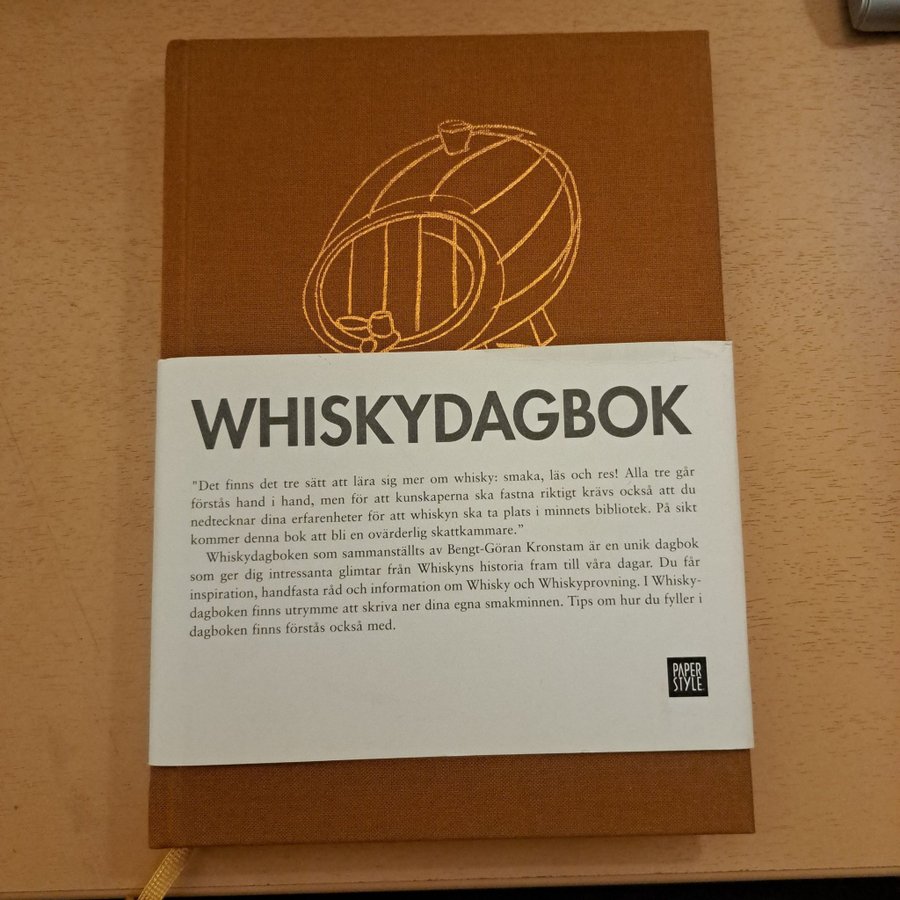 WHISKYDAGBOK
"Det finns det tre sätt att lära sig mer om whisky: smaka, läs och res! Alla tre går
förstås hand i hand, men för att kunskaperna ska fastna riktigt krävs också att du
nedtecknar dina erfarenheter för att whiskyn ska ta plats i minnets bibliotek. På sikt
kommer denna bok att bli en ovärderlig skattkammare.”
Whiskydagboken som sammanställts av Bengt-Göran Kronstam är en unik dagbok
som ger dig intressanta glimtar från Whiskyns historia fram till våra dagar. Du får
inspiration, handfasta råd och information om Whisky och Whiskyprovning. I Whisky-
dagboken finns utrymme att skriva ner dina egna smakminnen. Tips om hur du fyller i
dagboken finns förstås också med.
PAPER
STYLE